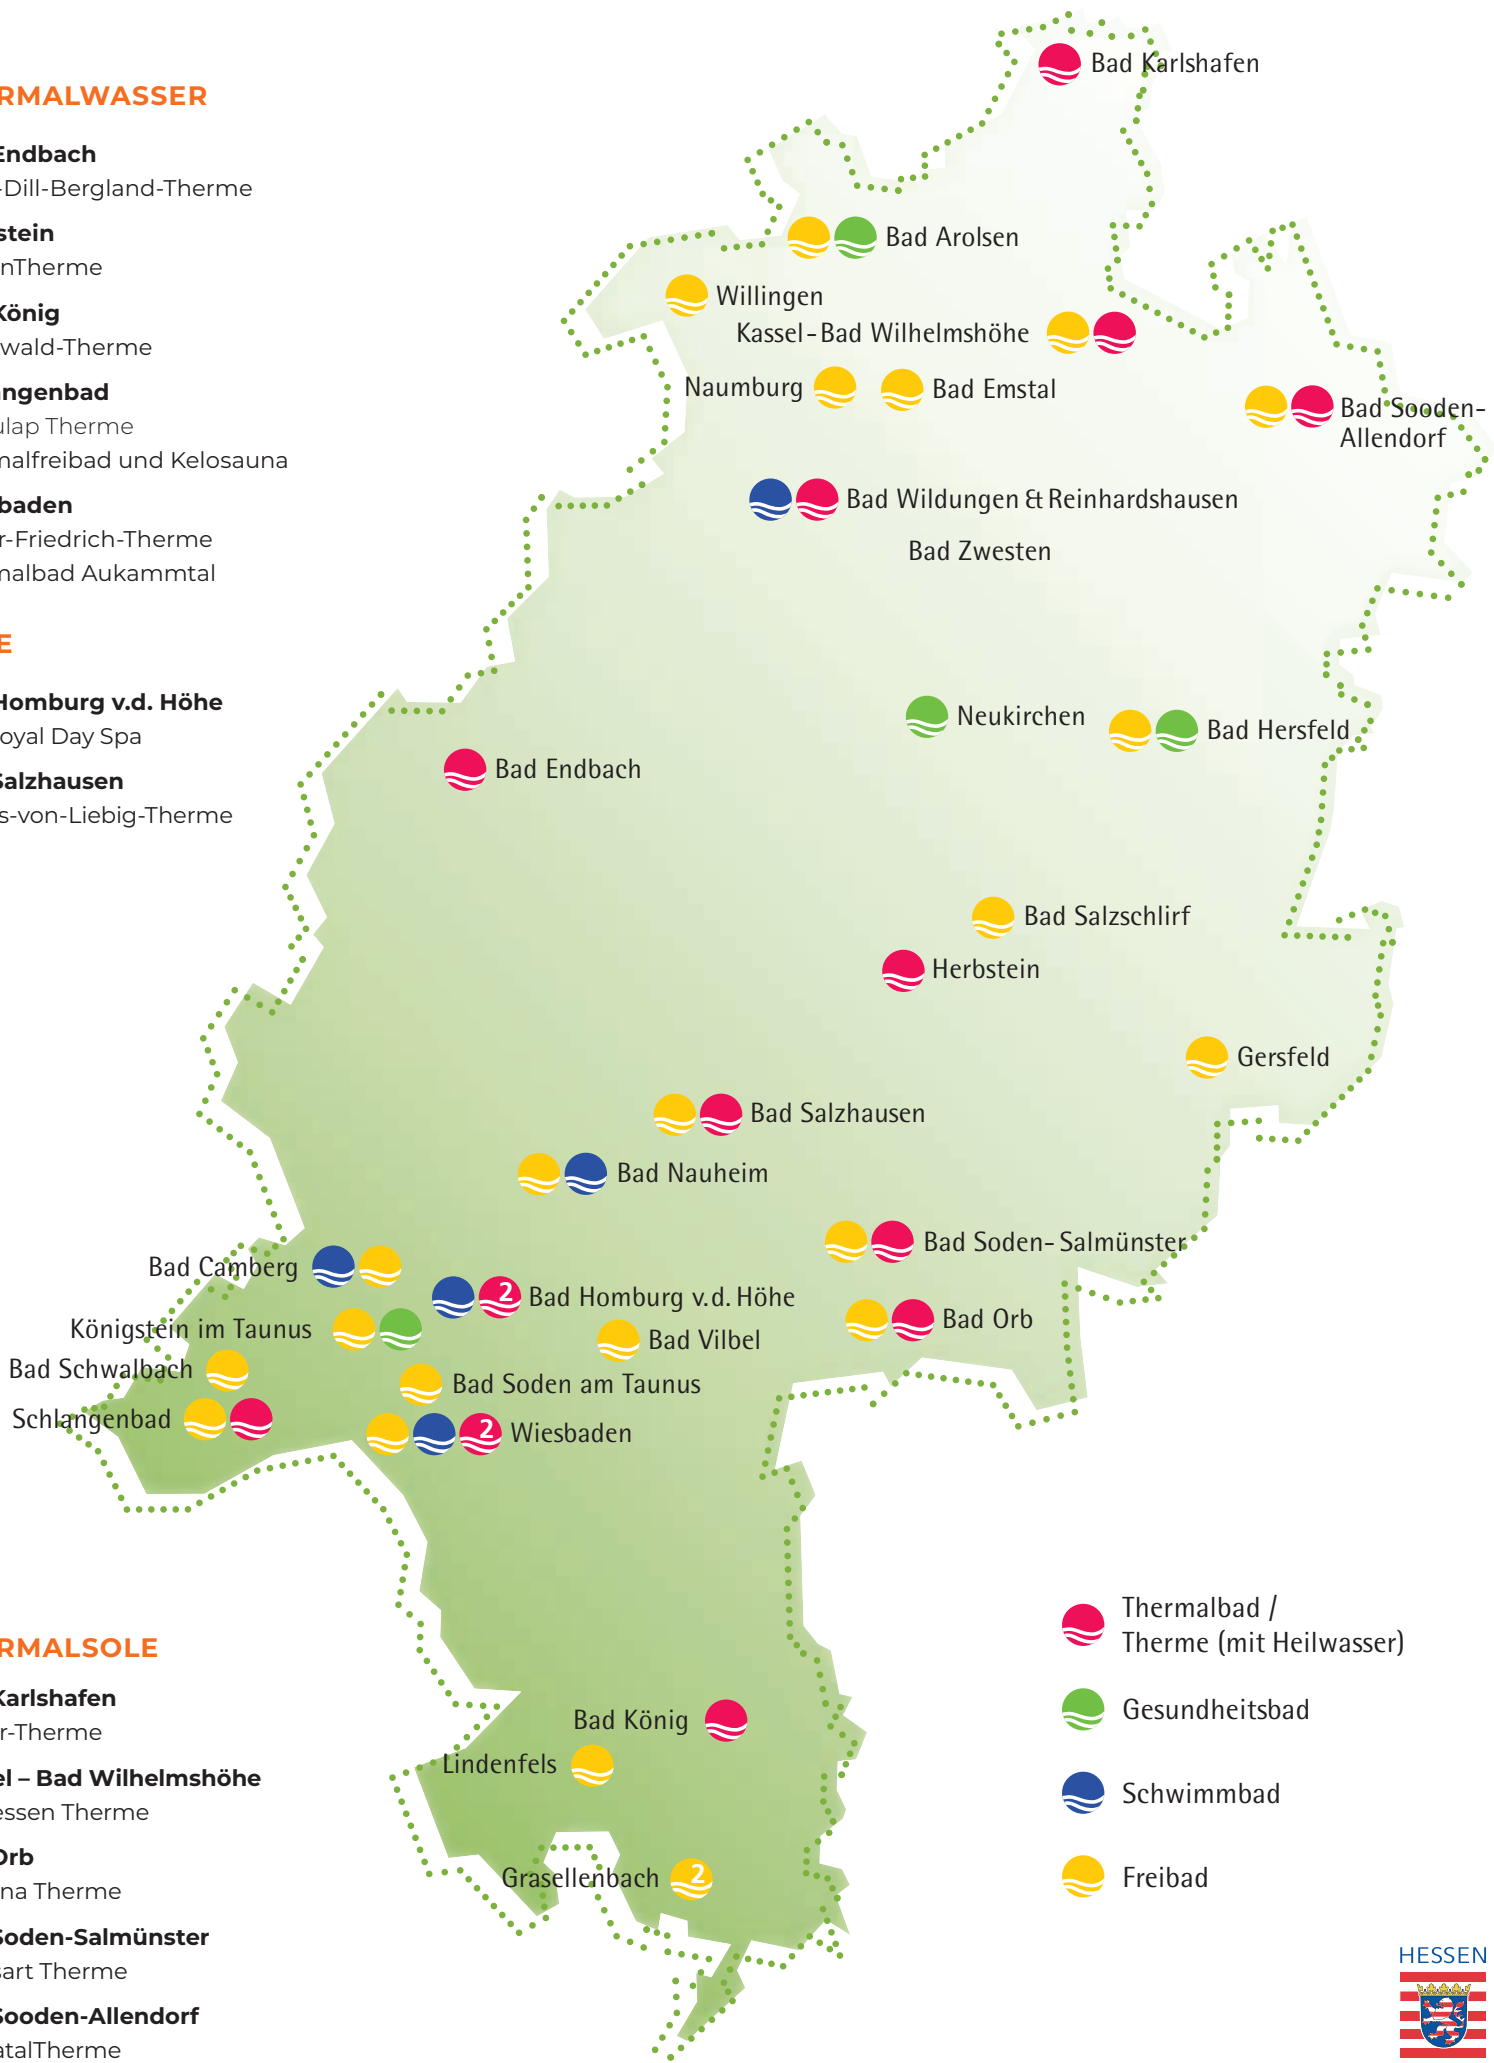 RMALWASSER
Endbach
-Dill-Bergland-Therme
stein
nTherme
König
wald-Therme
angenbad
ulap Therme
malfreibad und Kelosauna
baden
r-Friedrich-Therme
malbad Aukammtal
E
Homburg v.d. Höhe
oyal Day Spa
Salzhausen
s-von-Liebig-Therme
RMALSOLE
Karlshafen
r-Therme
el – Bad Wilhelmshöhe
essen Therme
Orb
na Therme
Soden-Salmünster
sart Therme
Sooden-Allendorf
atalTherme
Bad Karlshafen
Bad Arolsen
Willingen
Kassel-Bad Wilhelmshöhe
Naumburg
Bad Emstal
Bad Sooden-
Allendorf
Bad Wildungen & Reinhardshausen
Bad Zwesten
Neukirchen
Bad Hersfeld
Bad Endbach
Bad Salzschlirf
Herbstein
Gersfeld
Bad Salzhausen
Bad Nauheim
Bad Soden-Salmünster
Bad Camberg
2 Bad Homburg v.d. Höhe
Bad Orb
Königstein im Taunus
Bad Vilbel
Bad Schwalbach
Bad Soden am Taunus
Schlangenbad
2 Wiesbaden
Bad König
Lindenfels
Grasellenbach 2
Thermalbad /
Therme (mit Heilwasser)
Gesundheitsbad
Schwimmbad
Freibad
HESSEN